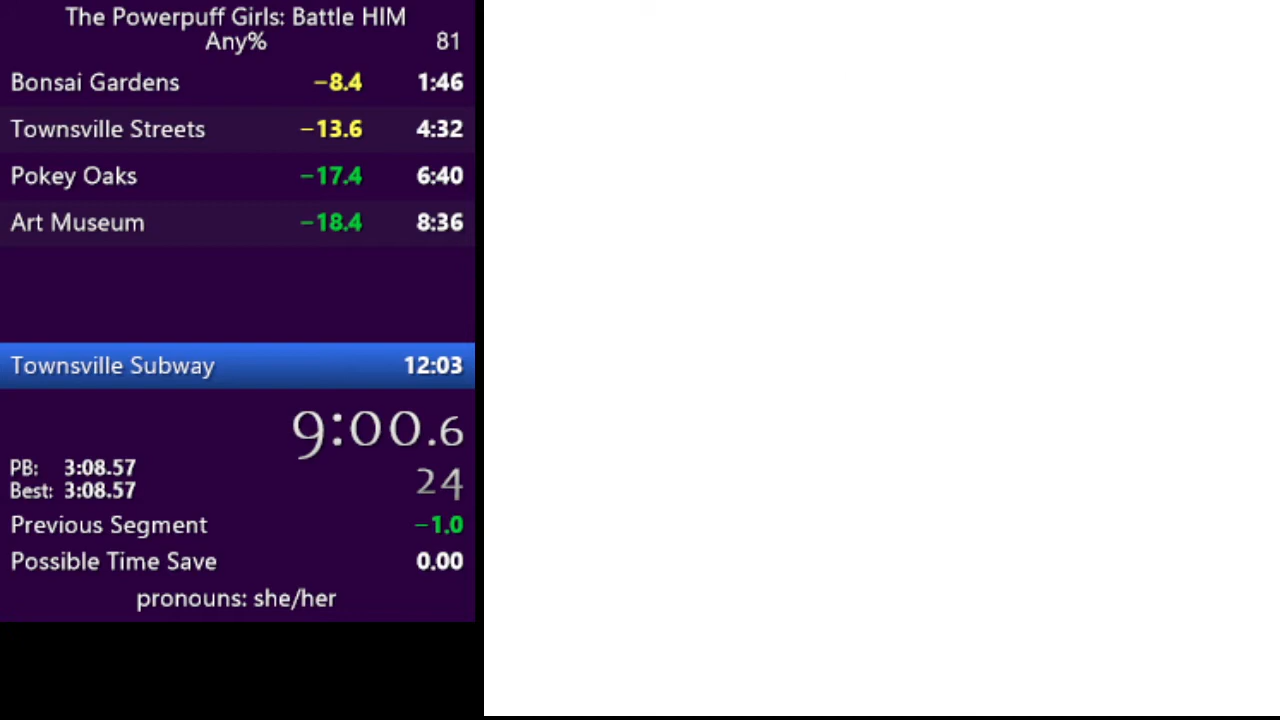 The Powerpuff Girls: Battle HIM
Any% 81
Bonsai Gardens −8.4 1:46
Townsville Streets −13.6 4:32
Pokey Oaks −17.4 6:40
Art Museum −18.4 8:36
Townsville Subway 12:03
9:00.6
PB: 3:08.57 24
Best: 3:08.57
Previous Segment −1.0
Possible Time Save 0.00
pronouns: she/her